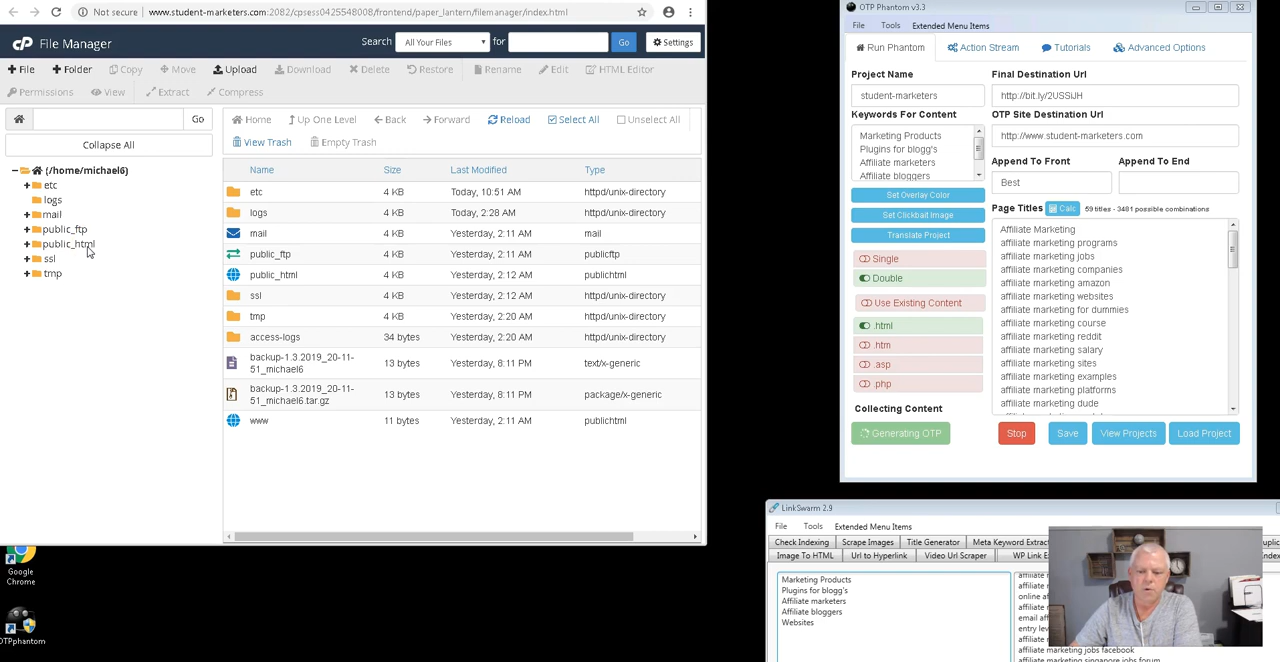 Not secure | www.student-marketers.com:2082/cpsess0425548008/frontend/paper_lantern/filemanager/index.html
cP File Manager
Search All Your Files for Go Settings
File Folder Copy Move Upload Download Delete Restore Rename Edit HTML Editor
Permissions View Extract Compress
Go
Collapse All
(/home/michael6)
etc
logs
mail
public_ftp
public_html
ssl
tmp
Home Up One Level Back Forward Reload Select All Unselect All
View Trash Empty Trash
Name Size Last Modified Type
etc 4 KB Today, 10:51 AM httpd/unix-directory
logs 4 KB Today, 2:28 AM httpd/unix-directory
mail 4 KB Yesterday, 2:11 AM mail
public_ftp 4 KB Yesterday, 2:11 AM publicftp
public_html 4 KB Yesterday, 2:12 AM publichtml
ssl 4 KB Yesterday, 2:12 AM httpd/unix-directory
tmp 4 KB Yesterday, 2:20 AM httpd/unix-directory
access-logs 34 bytes Yesterday, 2:20 AM httpd/unix-directory
backup-1.3.2019_20-11-
51_michael6 13 bytes Yesterday, 8:11 PM text/x-generic
backup-1.3.2019_20-11-
51_michael6.tar.gz 13 bytes Yesterday, 8:11 PM package/x-generic
www 11 bytes Yesterday, 2:11 AM publichtml
Google
Chrome
OTPphantom
OTP Phantom v3.3
File Tools Extended Menu Items
Run Phantom Action Stream Tutorials Advanced Options
Project Name Final Destination Url
student-marketers http://bit.ly/2USSiJH
Keywords For Content OTP Site Destination Url
Marketing Products
Plugins for blogg's
Affiliate marketers
Affiliate bloggers
http://www.student-marketers.com
Append To Front Append To End
Best
Set Overlay Color
Set Clickbait Image
Translate Project
Page Titles Calc 59 titles - 3481 possible combinations
Single
Double
Use Existing Content
.html
.htm
.asp
.php
Affiliate Marketing
affiliate marketing programs
affiliate marketing jobs
affiliate marketing companies
affiliate marketing amazon
affiliate marketing websites
affiliate marketing for dummies
affiliate marketing course
affiliate marketing reddit
affiliate marketing salary
affiliate marketing sites
affiliate marketing examples
affiliate marketing platforms
affiliate marketing dude
Collecting Content
Generating OTP Stop Save View Projects Load Project
LinkSwarm 2.9
File Tools Extended Menu Items
Check Indexing Scrape Images Title Generator Meta Keyword Extract
Image To HTML Url to Hyperlink Video Url Scraper WP Link E
Marketing Products
Plugins for blogg's
Affiliate marketers
Affiliate bloggers
Websites
affiliate
online af
email aff
entry lev
affiliate marketing jobs facebook
affiliate marketing singapore jobs forum